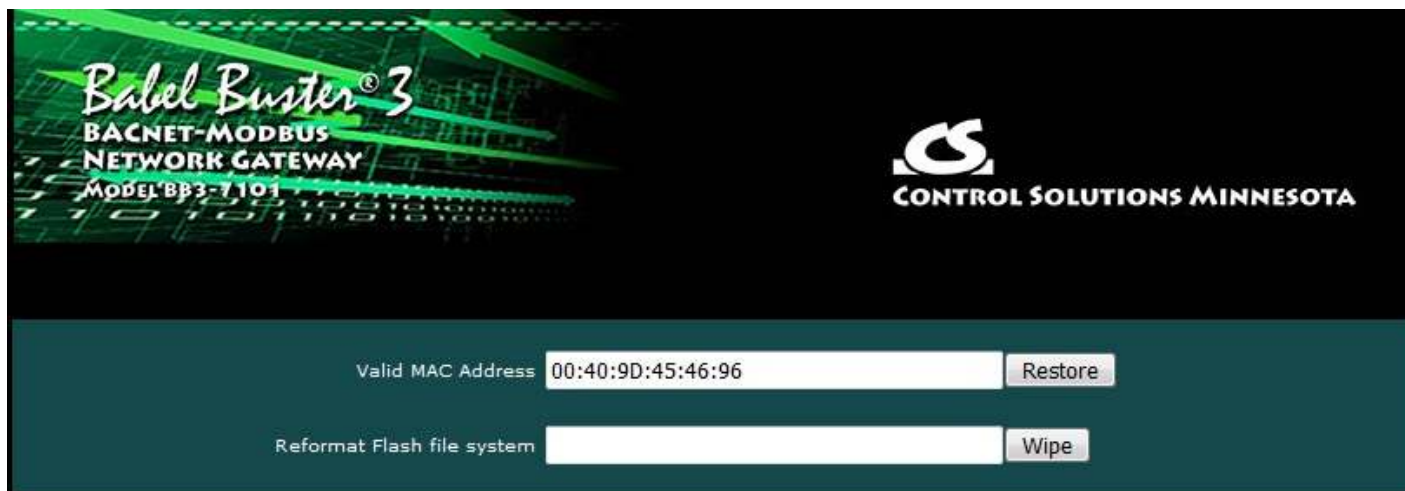 Babel Buster® 3
BACNET-MODBUS
NETWORK GATEWAY
MODEL BB3-7101
CS
CONTROL SOLUTIONS MINNESOTA
Valid MAC Address 00:40:9D:45:46:96 Restore
Reformat Flash file system Wipe